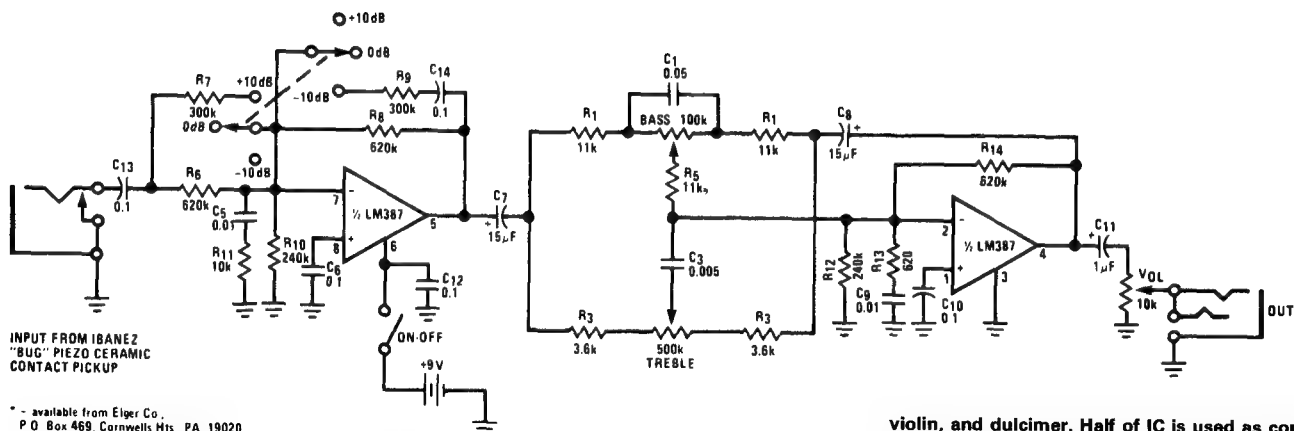 +10dB
0dB
C1
0.05
R7
300k
+10dB
-10dB
R9
300k
C14
0.1
0dB
R8
620k
R1
11k
BASS 100k
R1
11k
C8
15µF
+
R14
620k
C13
0.1
R6
620k
-10dB
R5
11k
C5
0.01
R11
10k
R10
240k
-
7
½ LM387
5
+
8
6
C6
0.1
C12
0.1
C7
+
15µF
C3
0.005
R12
240k
R13
620
C9
0.01
C10
0.1
-
2
½ LM387
4
+
1
3
+
C11
1µF
VOL
10k
OUT
ON-OFF
+9V
R3
3.6k
500k
TREBLE
R3
3.6k
INPUT FROM IBANEZ
"BUG" PIEZO CERAMIC
CONTACT PICKUP
* - available from Elger Co,
P O Box 469, Cornwells Hts, PA 19020
violin, and dulcimer. Half of IC is used as con